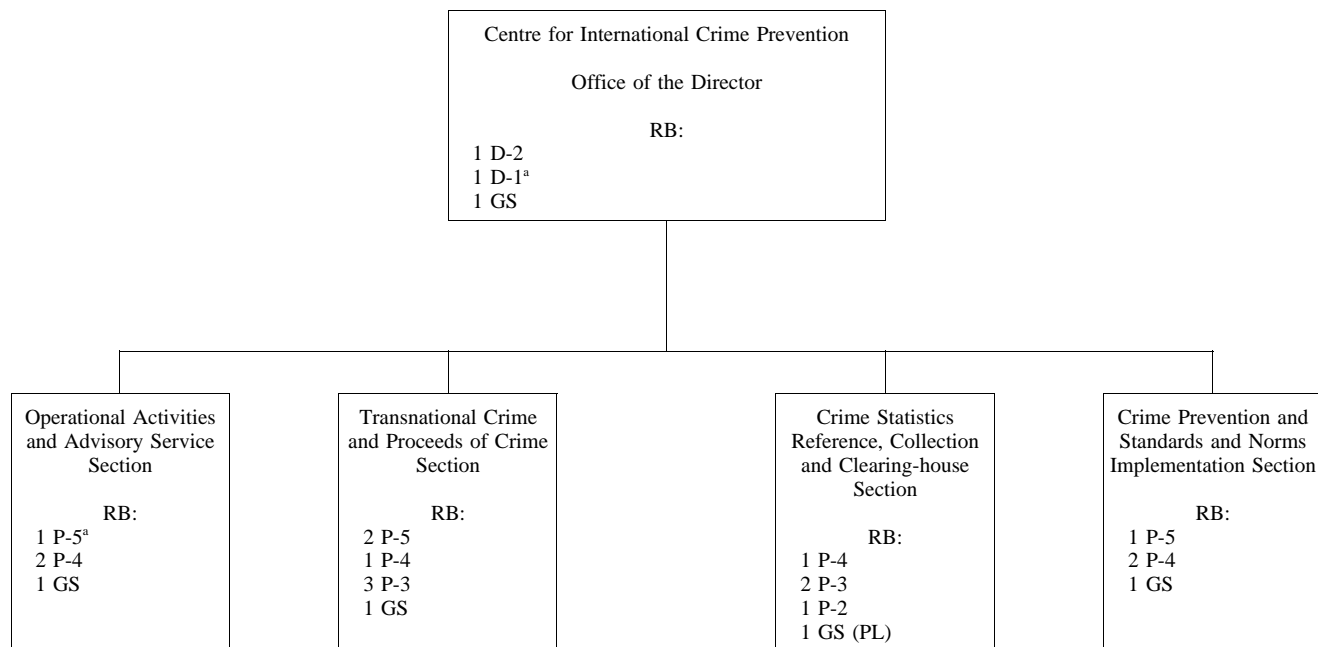 Centre for International Crime Prevention
Office of the Director
RB:
1 D-2
1 D-1ᵃ
1 GS
Operational Activities
and Advisory Service
Section
RB:
1 P-5ᵃ
2 P-4
1 GS
Transnational Crime
and Proceeds of Crime
Section
RB:
2 P-5
1 P-4
3 P-3
1 GS
Crime Statistics
Reference, Collection
and Clearing-house
Section
RB:
1 P-4
2 P-3
1 P-2
1 GS (PL)
Crime Prevention and
Standards and Norms
Implementation Section
RB:
1 P-5
2 P-4
1 GS